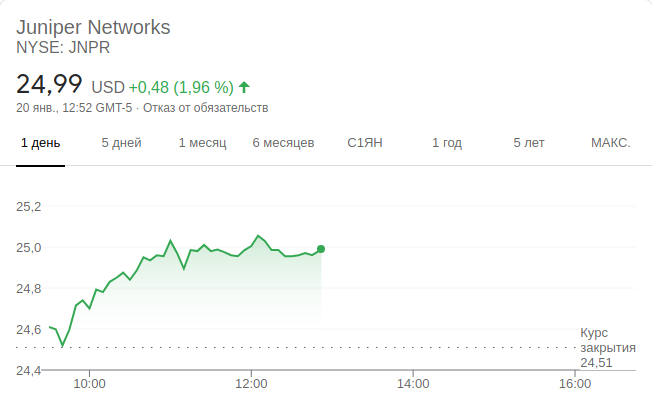 Juniper Networks
NYSE: JNPR
24,99 USD +0,48 (1,96 %)
20 янв., 12:52 GMT-5 · Отказ от обязательств
1 день 5 дней 1 месяц 6 месяцев С1ЯН 1 год 5 лет МАКС.
25,2
25,0
24,8
24,6
24,4
Курс
закрытия
24,51
10:00 12:00 14:00 16:00